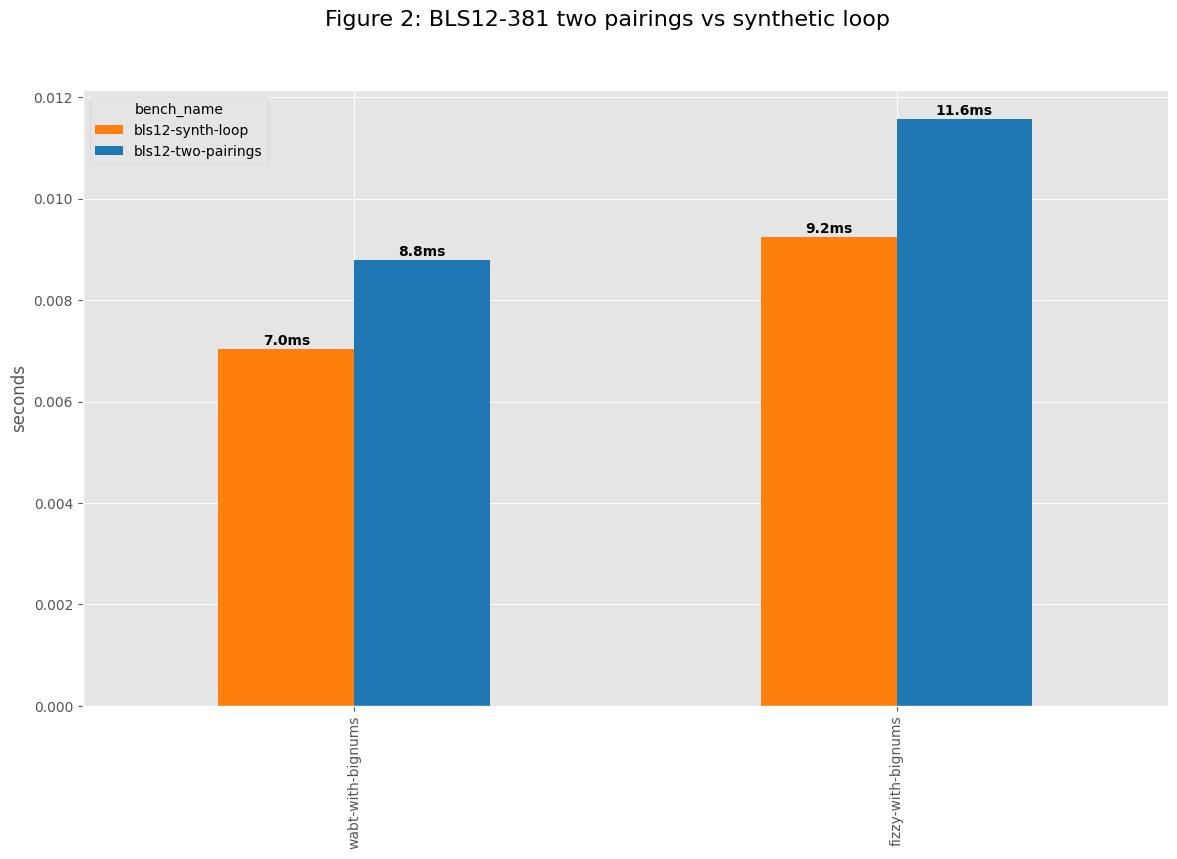 Figure 2: BLS12-381 two pairings vs synthetic loop
bench_name
bls12-synth-loop
bls12-two-pairings
seconds
0.012
0.010
0.008
0.006
0.004
0.002
0.000
7.0ms
8.8ms
9.2ms
11.6ms
wabt-with-bignums
fizzy-with-bignums